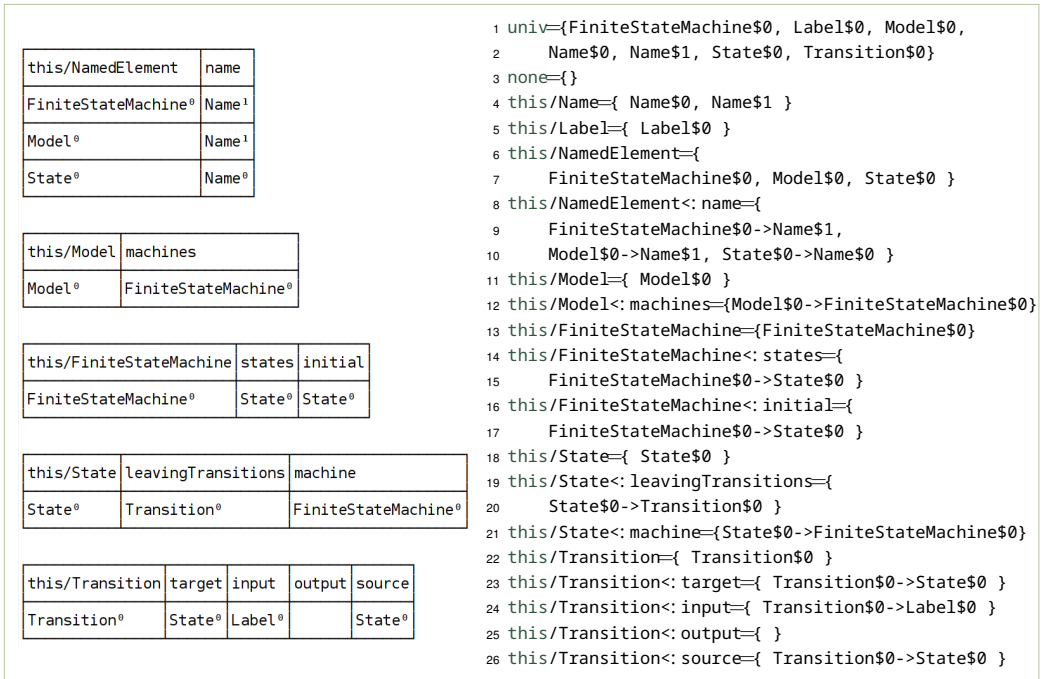 this/NamedElement name
FiniteStateMachine⁰ Name¹
Model⁰ Name¹
State⁰ Name⁰
this/Model machines
Model⁰ FiniteStateMachine⁰
this/FiniteStateMachine states initial
FiniteStateMachine⁰ State⁰ State⁰
this/State leavingTransitions machine
State⁰ Transition⁰ FiniteStateMachine⁰
this/Transition target input output source
Transition⁰ State⁰ Label⁰ State⁰
1 univ={FiniteStateMachine$0, Label$0, Model$0,
2 Name$0, Name$1, State$0, Transition$0}
3 none={}
4 this/Name={ Name$0, Name$1 }
5 this/Label={ Label$0 }
6 this/NamedElement={
7 FiniteStateMachine$0, Model$0, State$0 }
8 this/NamedElement<:name={
9 FiniteStateMachine$0->Name$1,
10 Model$0->Name$1, State$0->Name$0 }
11 this/Model={ Model$0 }
12 this/Model<:machines={Model$0->FiniteStateMachine$0}
13 this/FiniteStateMachine={FiniteStateMachine$0}
14 this/FiniteStateMachine<:states={
15 FiniteStateMachine$0->State$0 }
16 this/FiniteStateMachine<:initial={
17 FiniteStateMachine$0->State$0 }
18 this/State={ State$0 }
19 this/State<:leavingTransitions={
20 State$0->Transition$0 }
21 this/State<:machine={State$0->FiniteStateMachine$0}
22 this/Transition={ Transition$0 }
23 this/Transition<:target={ Transition$0->State$0 }
24 this/Transition<:input={ Transition$0->Label$0 }
25 this/Transition<:output={ }
26 this/Transition<:source={ Transition$0->State$0 }